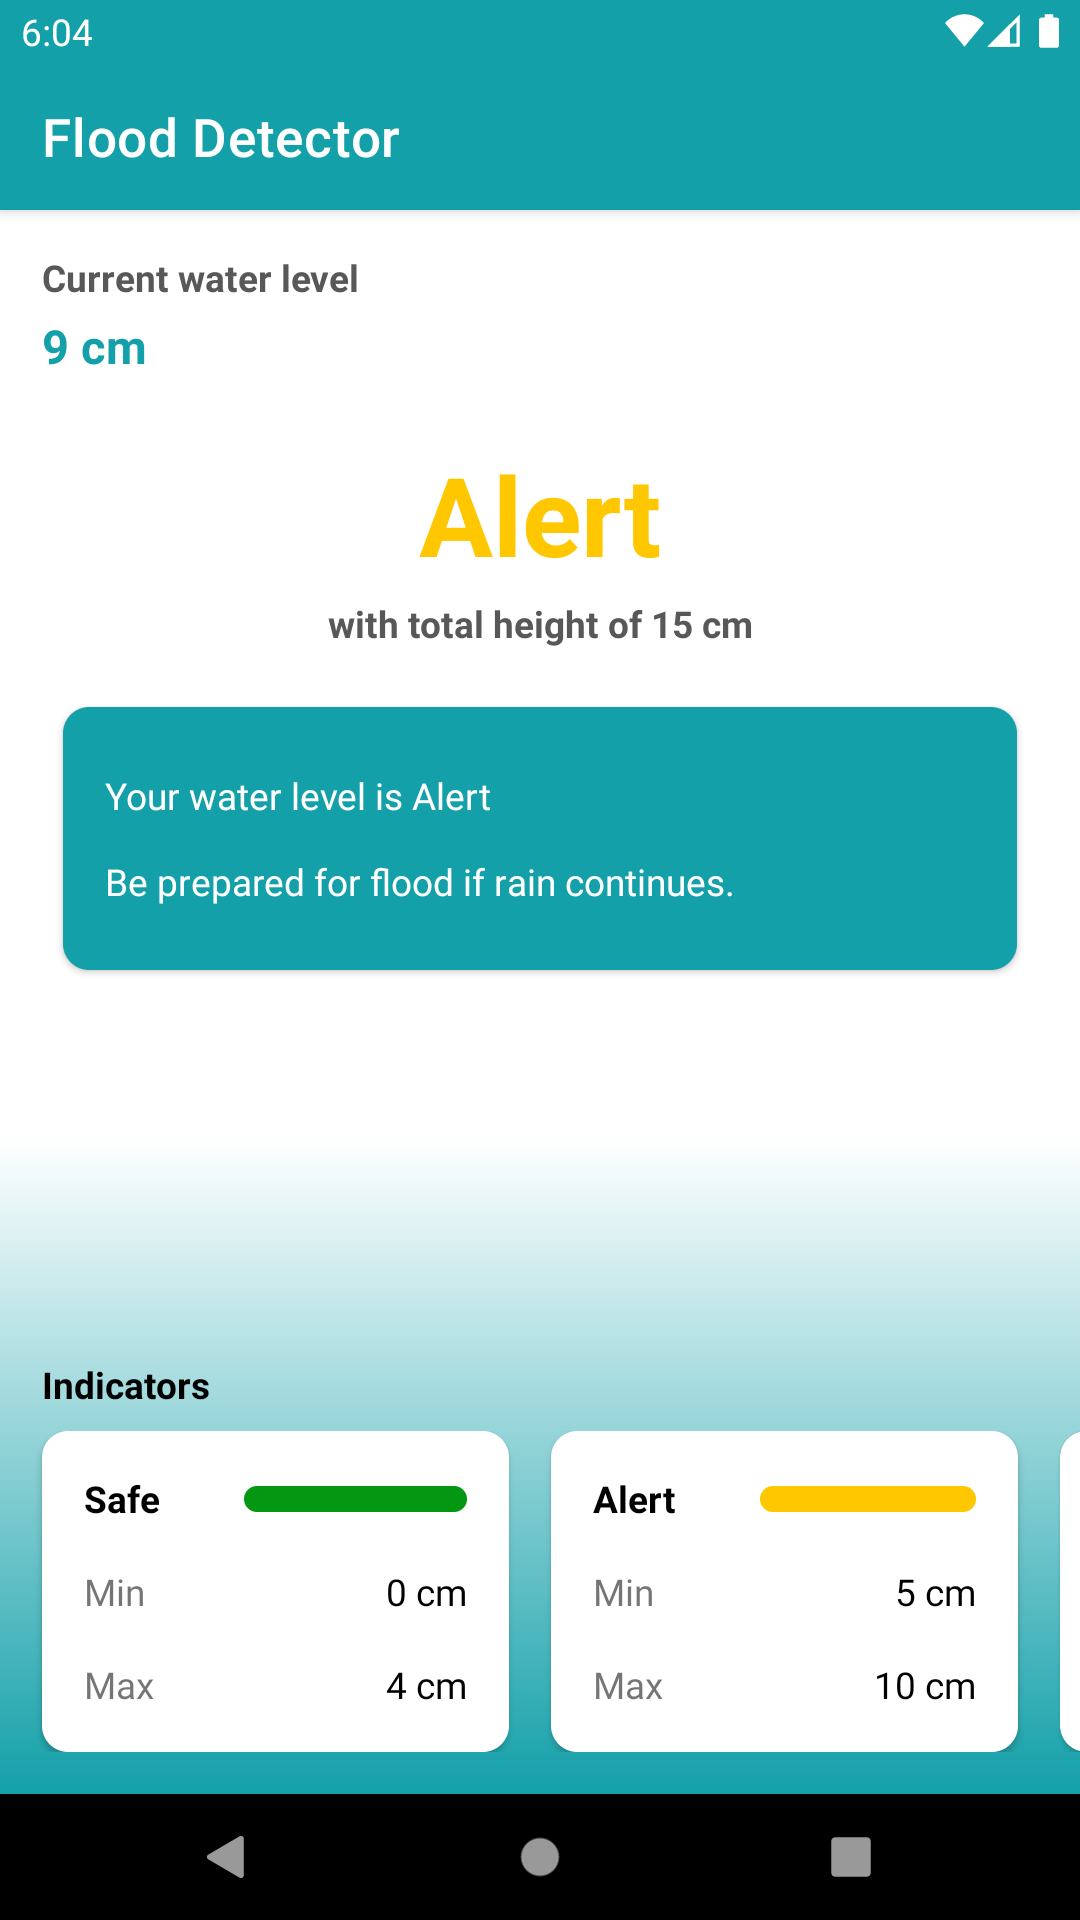 6:04
Flood Detector
Current water level
9 cm
Alert
with total height of 15 cm
Your water level is Alert
Be prepared for flood if rain continues.
Indicators
Safe
Min 0 cm
Max 4 cm
Alert
Min 5 cm
Max 10 cm